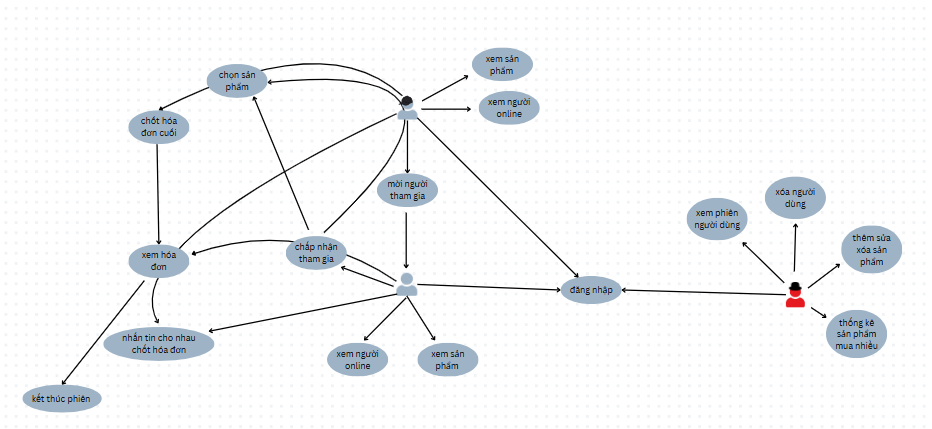 xem sản
phẩm
chọn sản
phẩm
xem người
online
chốt hóa
đơn cuối
mời người
tham gia
xóa người
dùng
xem phiên
người dùng
thêm sửa
xóa sản
phẩm
chấp nhận
tham gia
xem hóa
đơn
đăng nhập
thống kê
sản phẩm
mua nhiều
nhắn tin cho nhau
chốt hóa đơn
xem người
online
xem sản
phẩm
kết thúc phiên